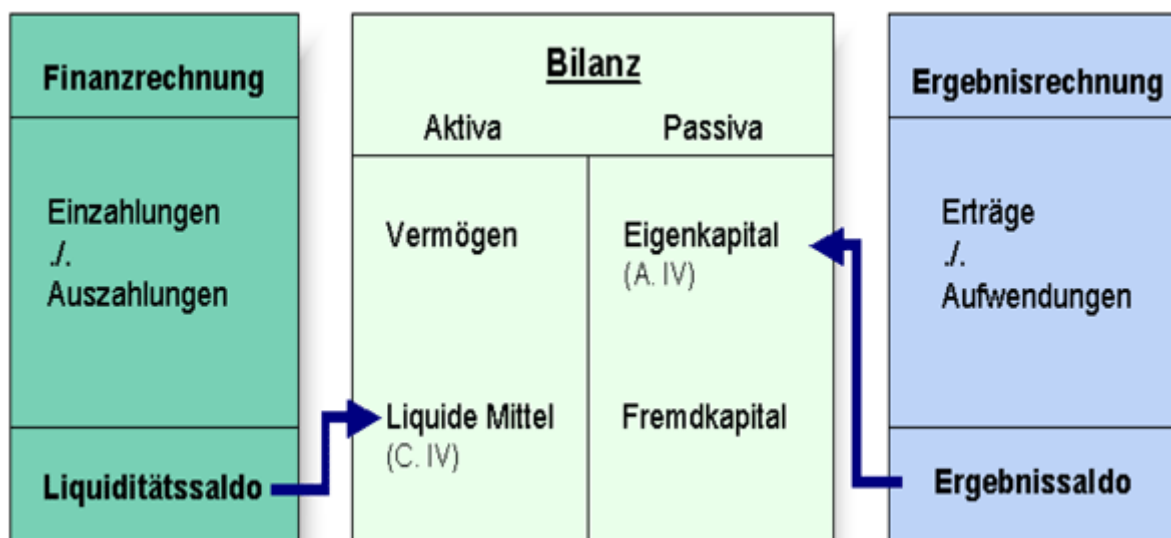 Finanzrechnung
Einzahlungen
./.
Auszahlungen
Liquiditätssaldo
Bilanz
Aktiva Passiva
Vermögen Eigenkapital
(A. IV)
Liquide Mittel Fremdkapital
(C. IV)
Ergebnisrechnung
Erträge
./.
Aufwendungen
Ergebnissaldo